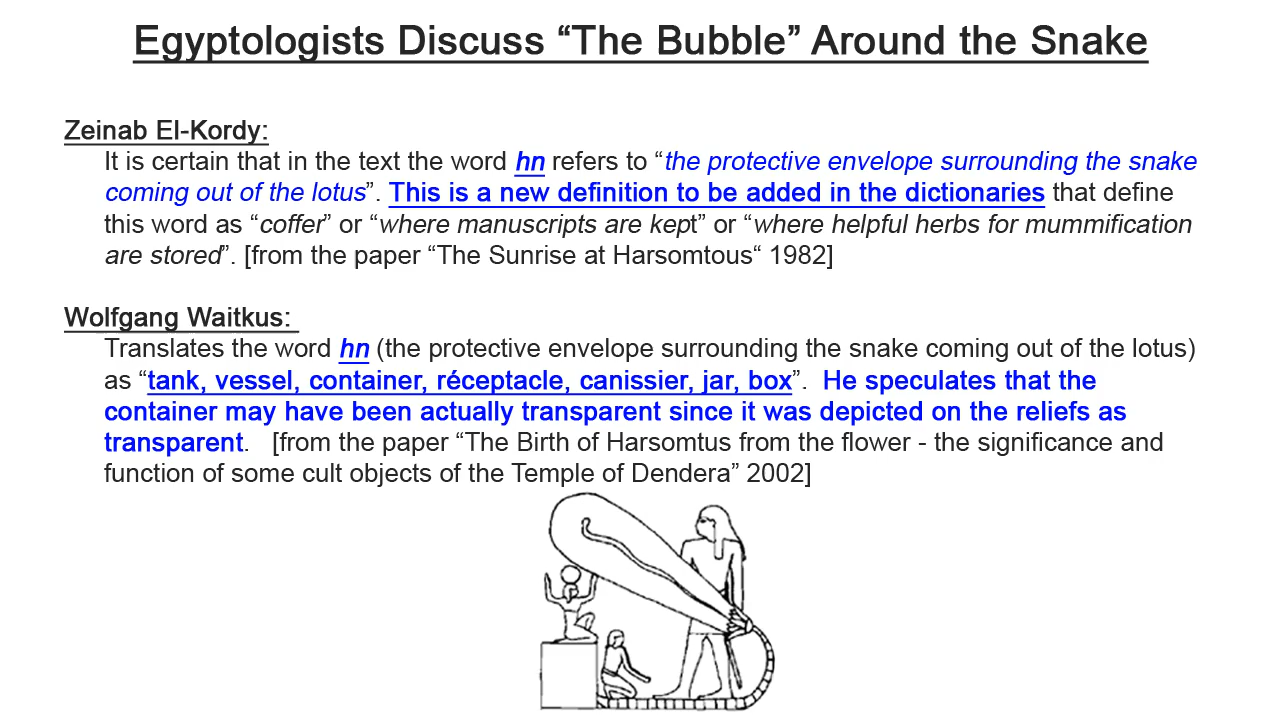 Egyptologists Discuss “The Bubble” Around the Snake
Zeinab El-Kordy:
It is certain that in the text the word hn refers to “the protective envelope surrounding the snake
coming out of the lotus”. This is a new definition to be added in the dictionaries that define
this word as “coffer” or “where manuscripts are kept” or “where helpful herbs for mummification
are stored”. [from the paper “The Sunrise at Harsomtous“ 1982]
Wolfgang Waitkus:
Translates the word hn (the protective envelope surrounding the snake coming out of the lotus)
as “tank, vessel, container, réceptacle, canissier, jar, box”. He speculates that the
container may have been actually transparent since it was depicted on the reliefs as
transparent. [from the paper “The Birth of Harsomtus from the flower - the significance and
function of some cult objects of the Temple of Dendera” 2002]